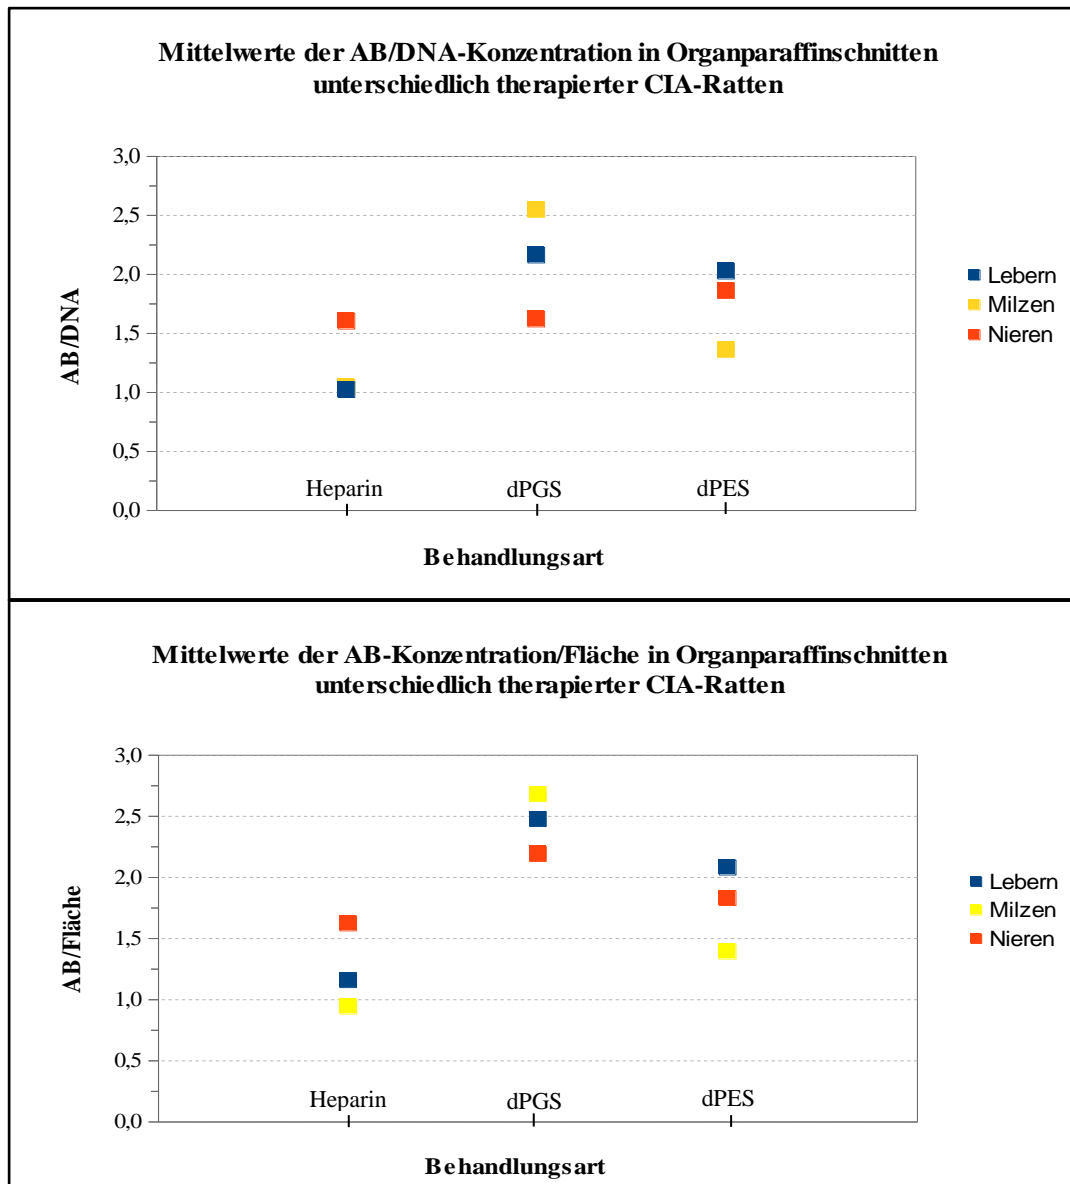 Mittelwerte der AB/DNA-Konzentration in Organparaffinschnitten
unterschiedlich therapierter CIA-Ratten
3,0
2,5
2,0
1,5
1,0
0,5
0,0
AB/DNA
Heparin
dPGS
dPES
Behandlungsart
Lebern
Milzen
Nieren
Mittelwerte der AB-Konzentration/Fläche in Organparaffinschnitten
unterschiedlich therapierter CIA-Ratten
3,0
2,5
2,0
1,5
1,0
0,5
0,0
AB/Fläche
Heparin
dPGS
dPES
Behandlungsart
Lebern
Milzen
Nieren